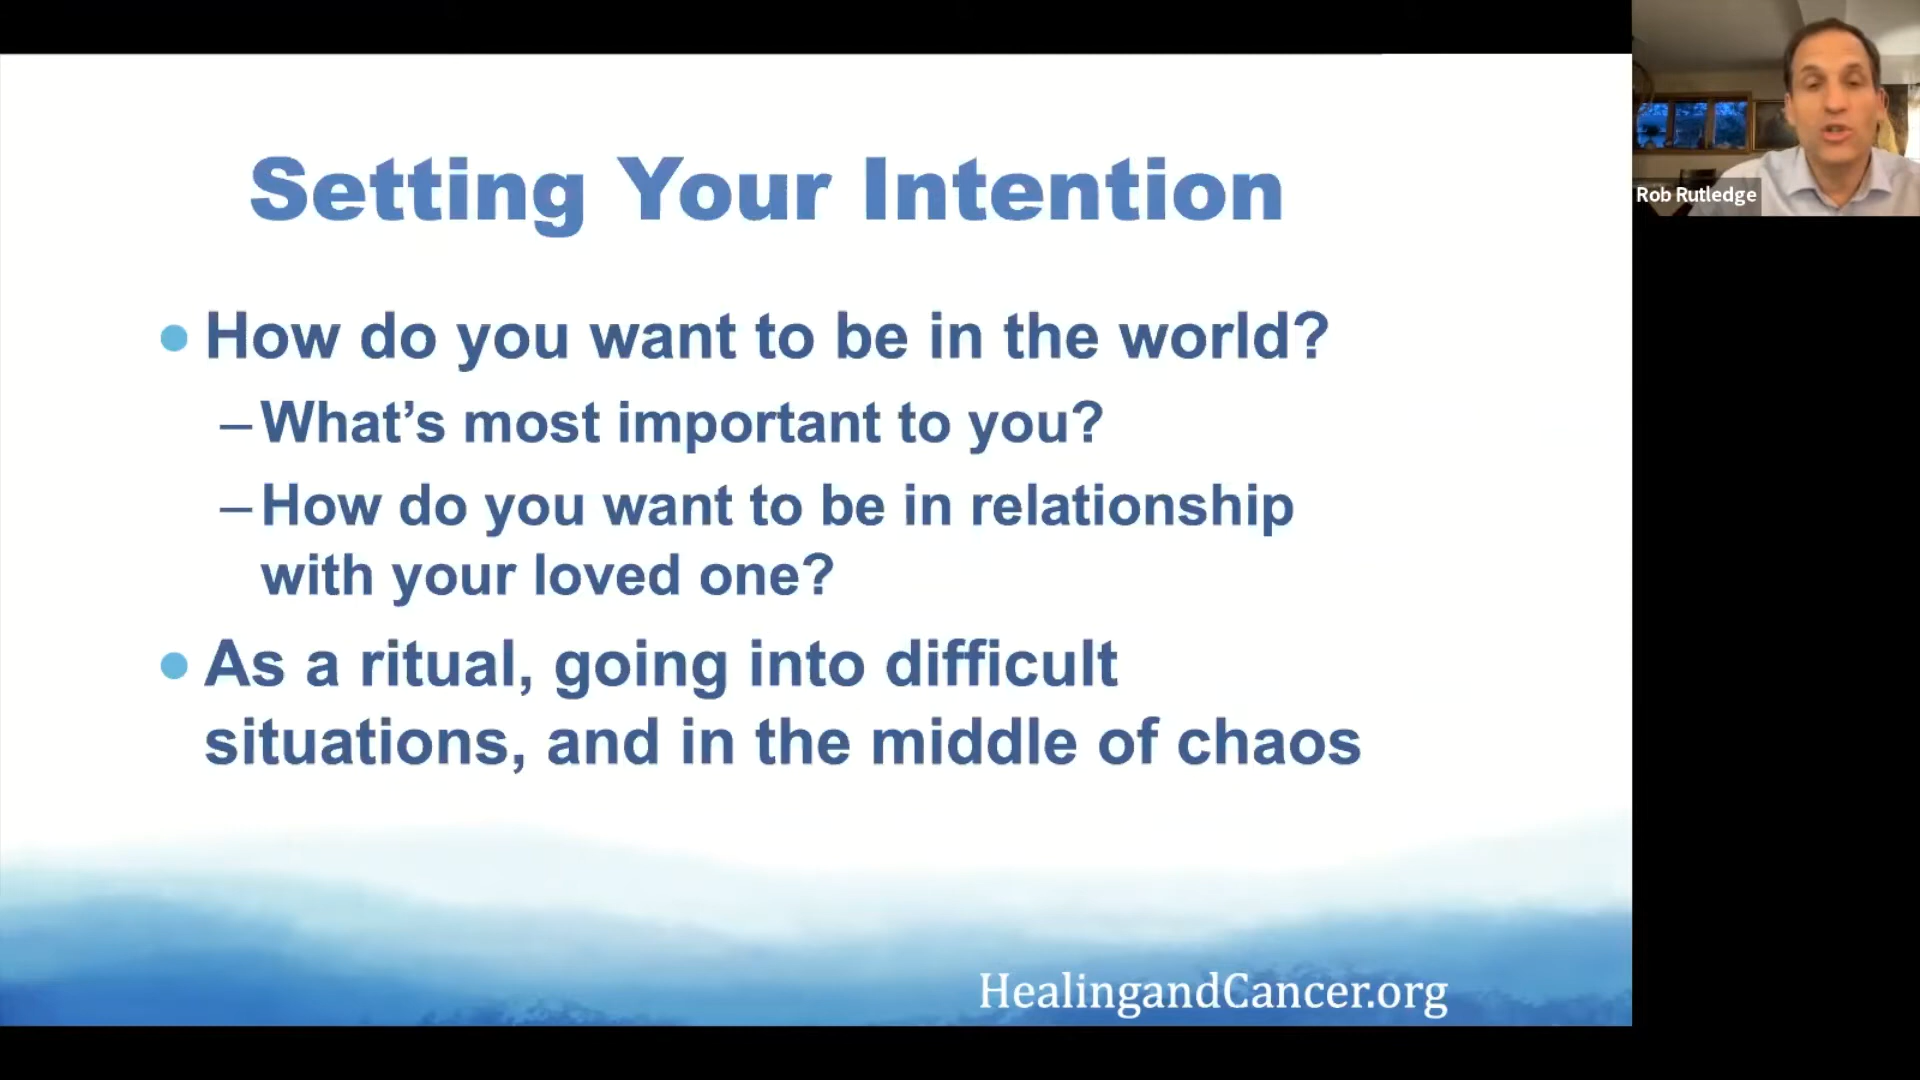 Setting Your Intention
• How do you want to be in the world?
–What’s most important to you?
–How do you want to be in relationship
with your loved one?
• As a ritual, going into difficult
situations, and in the middle of chaos
HealingandCancer.org
Rob Rutledge